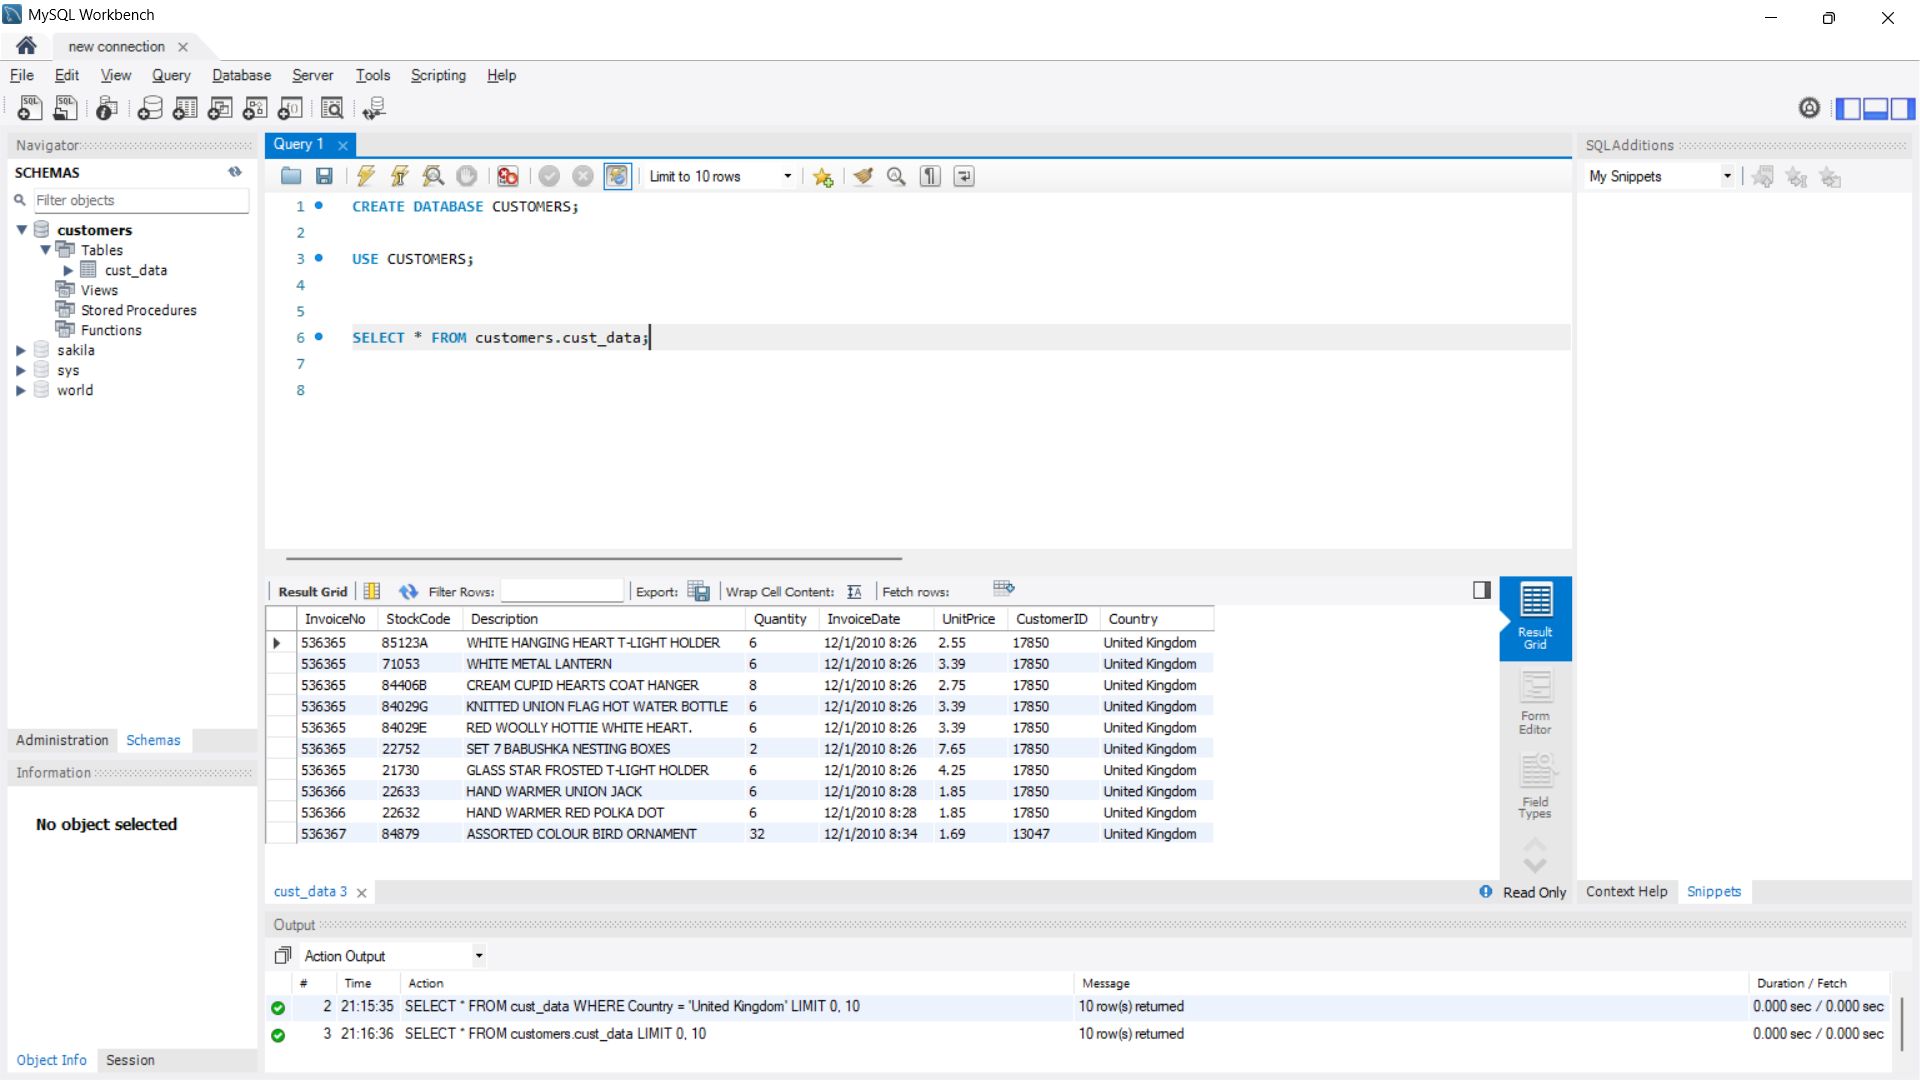 MySQL Workbench
new connection
File Edit View Query Database Server Tools Scripting Help
Navigator
SCHEMAS
Filter objects
customers
Tables
cust_data
Views
Stored Procedures
Functions
sakila
sys
world
Administration Schemas
Information
No object selected
Object Info Session
Query 1
Limit to 10 rows
1 CREATE DATABASE CUSTOMERS;
2
3 USE CUSTOMERS;
4
5
6 SELECT * FROM customers.cust_data;
7
8
Result Grid Filter Rows: Export: Wrap Cell Content: Fetch rows:
InvoiceNo StockCode Description Quantity InvoiceDate UnitPrice CustomerID Country
536365 85123A WHITE HANGING HEART T-LIGHT HOLDER 6 12/1/2010 8:26 2.55 17850 United Kingdom
536365 71053 WHITE METAL LANTERN 6 12/1/2010 8:26 3.39 17850 United Kingdom
536365 84406B CREAM CUPID HEARTS COAT HANGER 8 12/1/2010 8:26 2.75 17850 United Kingdom
536365 84029G KNITTED UNION FLAG HOT WATER BOTTLE 6 12/1/2010 8:26 3.39 17850 United Kingdom
536365 84029E RED WOOLLY HOTTIE WHITE HEART. 6 12/1/2010 8:26 3.39 17850 United Kingdom
536365 22752 SET 7 BABUSHKA NESTING BOXES 2 12/1/2010 8:26 7.65 17850 United Kingdom
536365 21730 GLASS STAR FROSTED T-LIGHT HOLDER 6 12/1/2010 8:26 4.25 17850 United Kingdom
536366 22633 HAND WARMER UNION JACK 6 12/1/2010 8:28 1.85 17850 United Kingdom
536366 22632 HAND WARMER RED POLKA DOT 6 12/1/2010 8:28 1.85 17850 United Kingdom
536367 84879 ASSORTED COLOUR BIRD ORNAMENT 32 12/1/2010 8:34 1.69 13047 United Kingdom
Result
Grid
Form
Editor
Field
Types
cust_data 3
Read Only
SQLAdditions
My Snippets
Context Help Snippets
Output
Action Output
# Time Action Message Duration / Fetch
2 21:15:35 SELECT * FROM cust_data WHERE Country = 'United Kingdom' LIMIT 0, 10 10 row(s) returned 0.000 sec / 0.000 sec
3 21:16:36 SELECT * FROM customers.cust_data LIMIT 0, 10 10 row(s) returned 0.000 sec / 0.000 sec